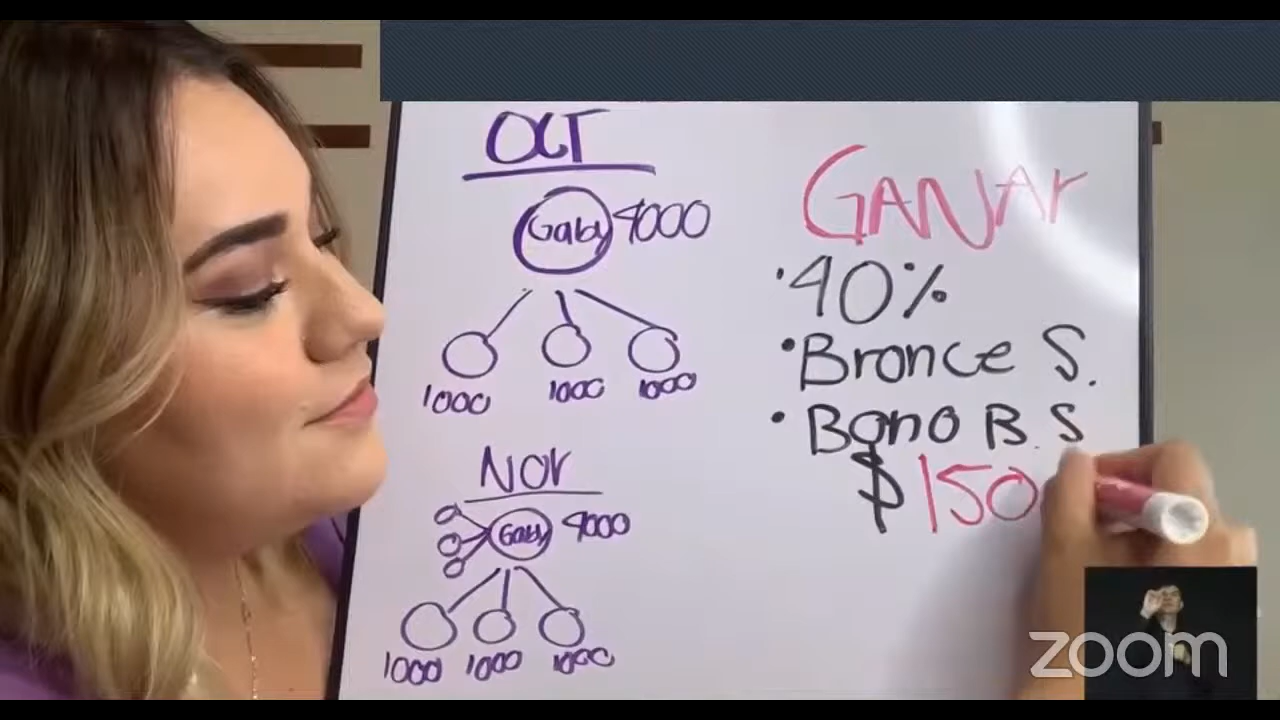 OCT
Gaby 4000
1000 1000 1000
NOV
Gaby 4000
1000 1000 1000
GANAr
• 40%
• Bronce S.
• Bono B. S
$ 150
zoom